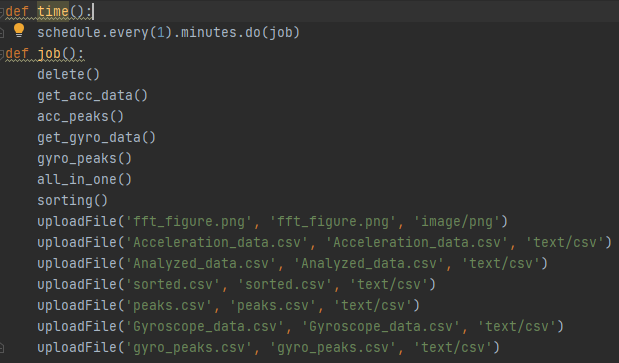 def time():
schedule.every(1).minutes.do(job)
def job():
delete()
get_acc_data()
acc_peaks()
get_gyro_data()
gyro_peaks()
all_in_one()
sorting()
uploadFile('fft_figure.png', 'fft_figure.png', 'image/png')
uploadFile('Acceleration_data.csv', 'Acceleration_data.csv', 'text/csv')
uploadFile('Analyzed_data.csv', 'Analyzed_data.csv', 'text/csv')
uploadFile('sorted.csv', 'sorted.csv', 'text/csv')
uploadFile('peaks.csv', 'peaks.csv', 'text/csv')
uploadFile('Gyroscope_data.csv', 'Gyroscope_data.csv', 'text/csv')
uploadFile('gyro_peaks.csv', 'gyro_peaks.csv', 'text/csv')